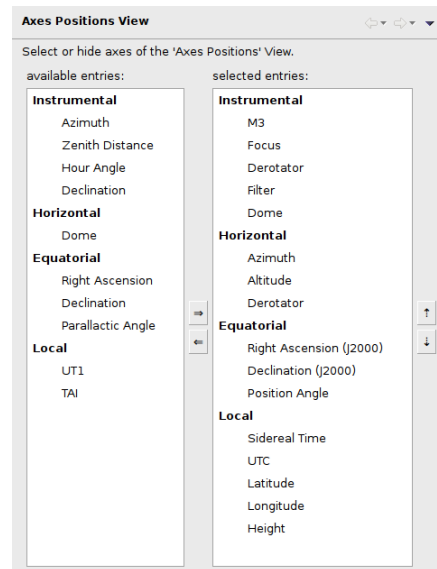 Axes Positions View
Select or hide axes of the 'Axes Positions' View.
available entries:
Instrumental
Azimuth
Zenith Distance
Hour Angle
Declination
Horizontal
Dome
Equatorial
Right Ascension
Declination
Parallactic Angle
Local
UT1
TAI
⇒
⇐
selected entries:
Instrumental
M3
Focus
Derotator
Filter
Dome
Horizontal
Azimuth
Altitude
Derotator
Equatorial
Right Ascension (J2000)
Declination (J2000)
Position Angle
Local
Sidereal Time
UTC
Latitude
Longitude
Height
↑
↓